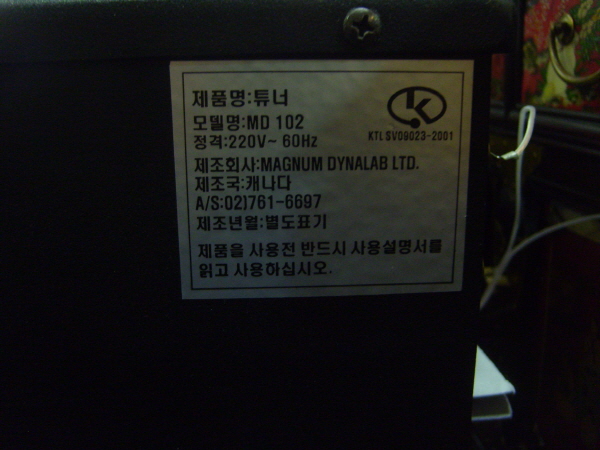 제품명:튜너
모델명:MD 102
정격:220V~ 60Hz
K
KTL SV09023-2001
제조회사:MAGNUM DYNALAB LTD.
제조국:캐나다
A/S:02)761-6697
제조년월:별도표기
제품을 사용전 반드시 사용설명서를
읽고 사용하십시오.